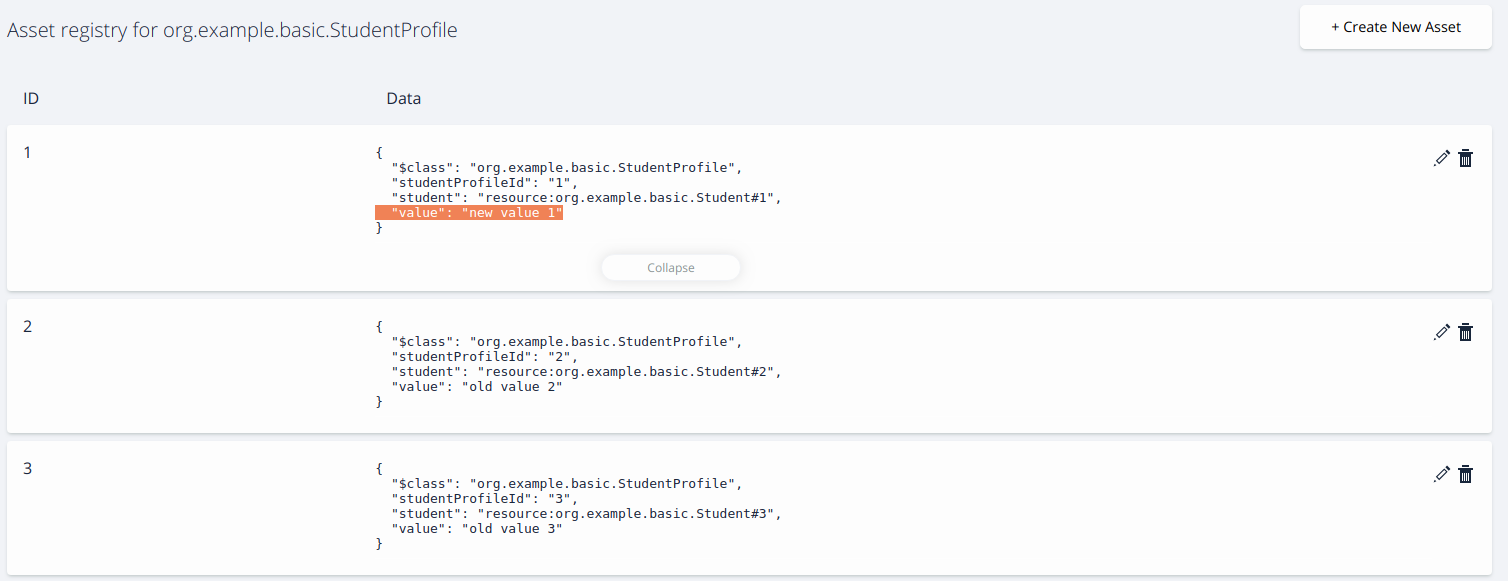 Asset registry for org.example.basic.StudentProfile
+ Create New Asset
ID Data
1
{
  "$class": "org.example.basic.StudentProfile",
  "studentProfileId": "1",
  "student": "resource:org.example.basic.Student#1",
  "value": "new value 1"
}
Collapse
2
{
  "$class": "org.example.basic.StudentProfile",
  "studentProfileId": "2",
  "student": "resource:org.example.basic.Student#2",
  "value": "old value 2"
}
3
{
  "$class": "org.example.basic.StudentProfile",
  "studentProfileId": "3",
  "student": "resource:org.example.basic.Student#3",
  "value": "old value 3"
}